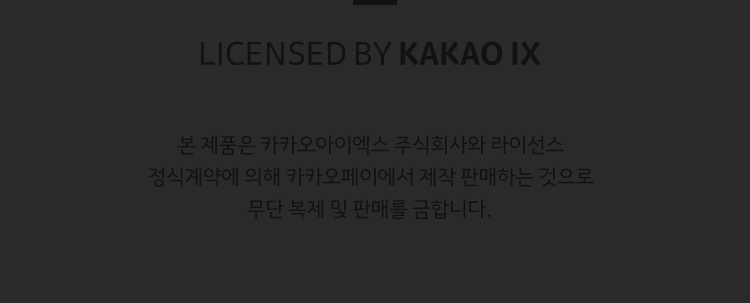 LICENSED BY KAKAO IX
본 제품은 카카오아이엑스 주식회사와 라이선스
정식계약에 의해 카카오페이에서 제작 판매하는 것으로
무단 복제 및 판매를 금합니다.